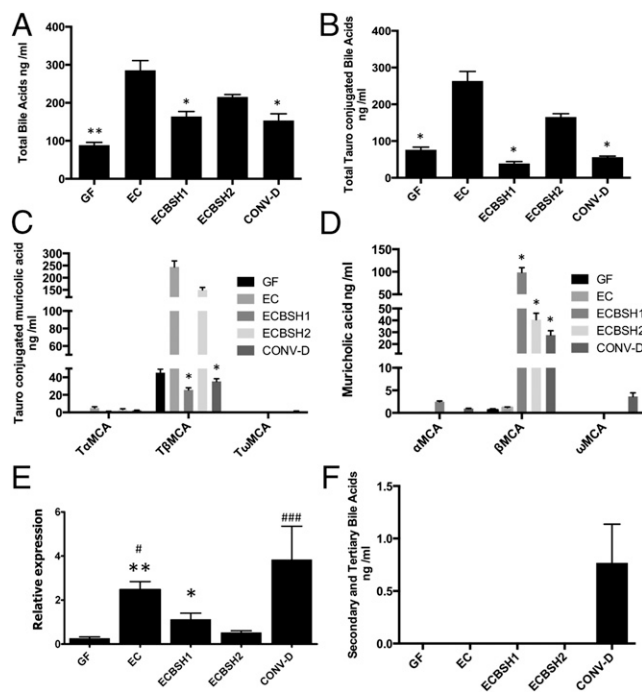 A
Total Bile Acids ng /ml
400
300
200
100
0
**
*
*
GF
EC
ECBSH1
ECBSH2
CONV-D
B
Total Tauro conjugated Bile Acids
ng /ml
400
300
200
100
0
*
*
*
GF
EC
ECBSH1
ECBSH2
CONV-D
C
Tauro conjugated muricolic acid
ng /ml
300
250
200
150
100
80
60
40
20
0
*
*
GF
EC
ECBSH1
ECBSH2
CONV-D
TαMCA
TβMCA
TωMCA
D
Muricholic acid ng /ml
150
100
50
40
30
20
10
5
0
*
*
*
GF
EC
ECBSH1
ECBSH2
CONV-D
αMCA
βMCA
ωMCA
E
Relative expression
6
4
2
0
#
**
*
###
GF
EC
ECBSH1
ECBSH2
CONV-D
F
Secondary and Tertiary Bile Acids
ng /ml
1.5
1.0
0.5
0.0
GF
EC
ECBSH1
ECBSH2
CONV-D